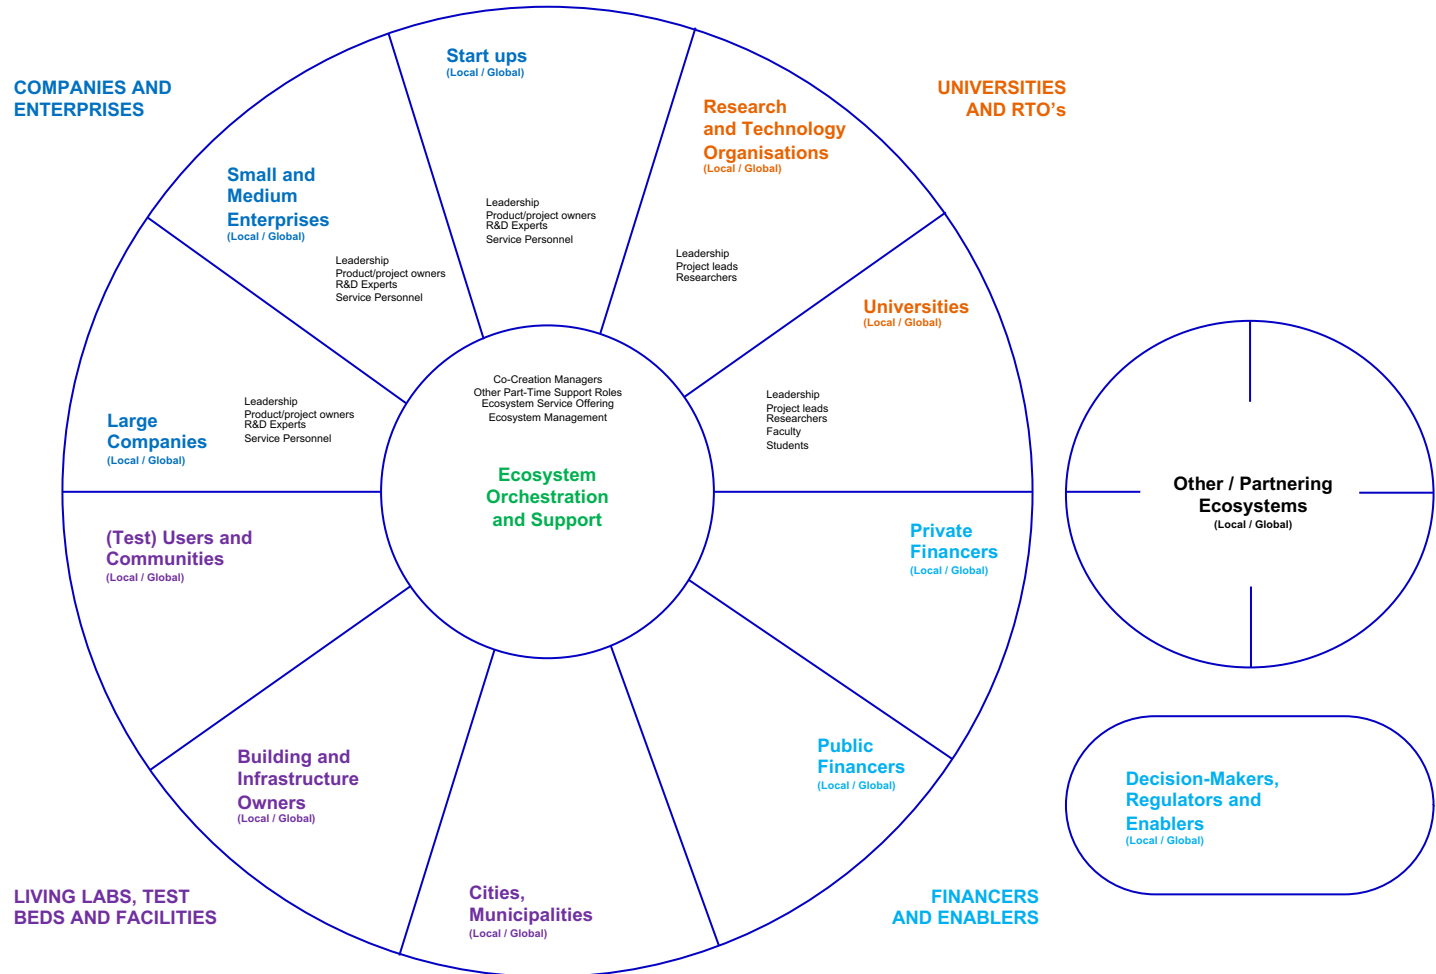 COMPANIES AND
ENTERPRISES
Start ups
(Local / Global)
Leadership
Product/project owners
R&D Experts
Service Personnel
UNIVERSITIES
AND RTO's
Research
and Technology
Organisations
(Local / Global)
Leadership
Project leads
Researchers
Small and
Medium
Enterprises
(Local / Global)
Leadership
Product/project owners
R&D Experts
Service Personnel
Universities
(Local / Global)
Leadership
Project leads
Researchers
Faculty
Students
Large
Companies
(Local / Global)
Leadership
Product/project owners
R&D Experts
Service Personnel
Co-Creation Managers
Other Part-Time Support Roles
Ecosystem Service Offering
Ecosystem Management
Ecosystem
Orchestration
and Support
Other / Partnering
Ecosystems
(Local / Global)
(Test) Users and
Communities
(Local / Global)
Private
Financers
(Local / Global)
Building and
Infrastructure
Owners
(Local / Global)
Public
Financers
(Local / Global)
Decision-Makers,
Regulators and
Enablers
(Local / Global)
LIVING LABS, TEST
BEDS AND FACILITIES
Cities,
Municipalities
(Local / Global)
FINANCERS
AND ENABLERS